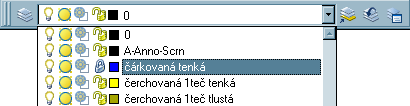 0
0
A-Anno-Scrn
čárkovaná tenká
čerchovaná 1teč tenká
čerchovaná 1teč tlustá